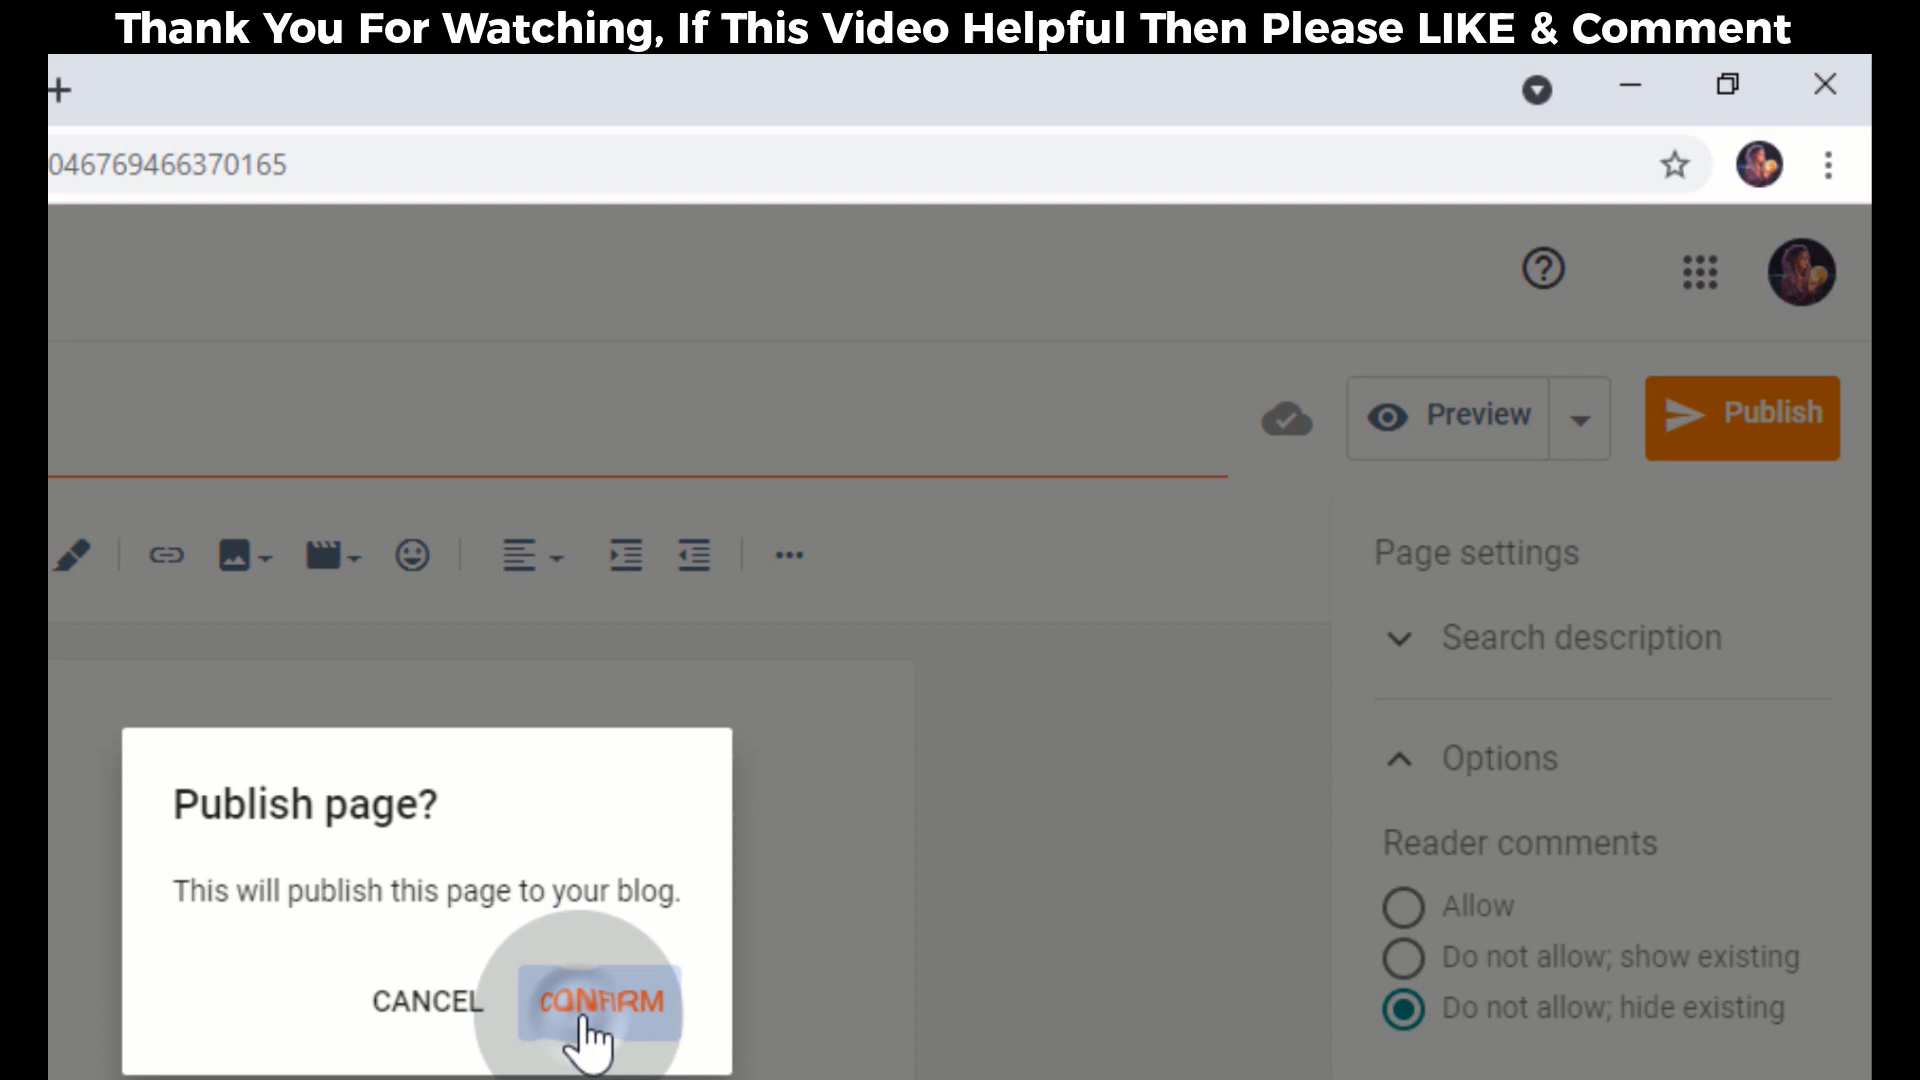 Thank You For Watching, If This Video Helpful Then Please LIKE & Comment
046769466370165
Preview
Publish
Page settings
Search description
Options
Reader comments
Allow
Do not allow; show existing
Do not allow; hide existing
Publish page?
This will publish this page to your blog.
CANCEL CONFIRM